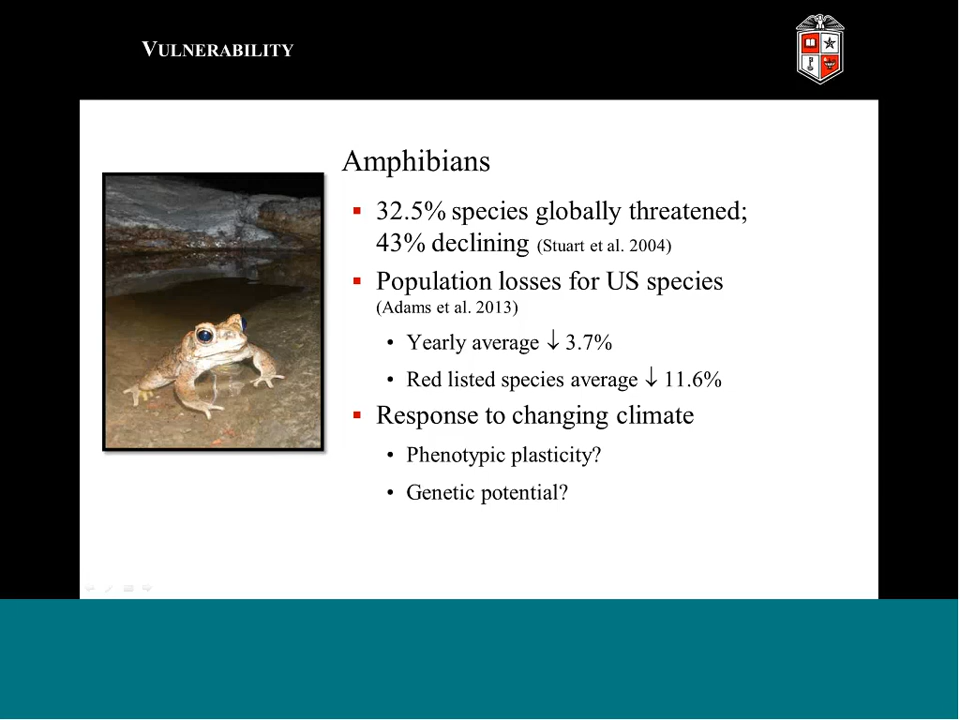 VULNERABILITY
Amphibians
▪ 32.5% species globally threatened;
43% declining (Stuart et al. 2004)
▪ Population losses for US species
(Adams et al. 2013)
• Yearly average ↓ 3.7%
• Red listed species average ↓ 11.6%
▪ Response to changing climate
• Phenotypic plasticity?
• Genetic potential?